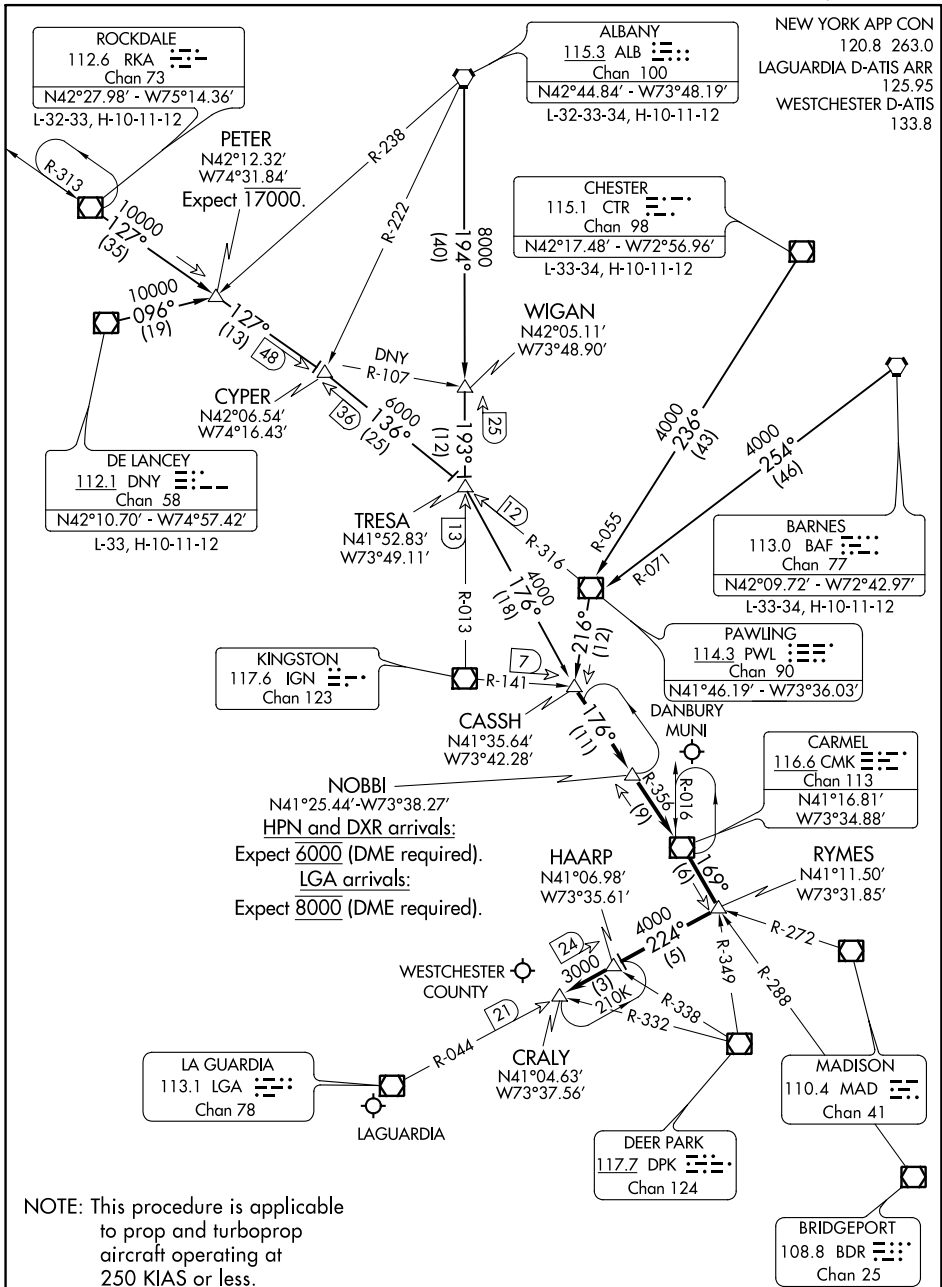 ROCKDALE
112.6 RKA
Chan 73
N42°27.98' - W75°14.36'
L-32-33, H-10-11-12
ALBANY
115.3 ALB
Chan 100
N42°44.84' - W73°48.19'
L-32-33-34, H-10-11-12
NEW YORK APP CON
120.8 263.0
LAGUARDIA D-ATIS ARR
125.95
WESTCHESTER D-ATIS
133.8
PETER
N42°12.32'
W74°31.84'
Expect 17000.
R-313
R-238
R-222
10000
127°
(35)
8000
194°
(40)
CHESTER
115.1 CTR
Chan 98
N42°17.48' - W72°56.96'
L-33-34, H-10-11-12
10000
096°
(19)
127°
(13)
48
WIGAN
N42°05.11'
W73°48.90'
DNY
R-107
CYPER
N42°06.54'
W74°16.43'
36
6000
136°
(25)
193°
(12)
25
4000
236°
(43)
4000
254°
(46)
DE LANCEY
112.1 DNY
Chan 58
N42°10.70' - W74°57.42'
L-33, H-10-11-12
TRESA
N41°52.83'
W73°49.11'
13
12
R-316
R-055
R-071
BARNES
113.0 BAF
Chan 77
N42°09.72' - W72°42.97'
L-33-34, H-10-11-12
R-013
4000
176°
(18)
216°
(12)
PAWLING
114.3 PWL
Chan 90
N41°46.19' - W73°36.03'
KINGSTON
117.6 IGN
Chan 123
7
R-141
CASSH
N41°35.64'
W73°42.28'
176°
(11)
DANBURY
MUNI
CARMEL
116.6 CMK
Chan 113
N41°16.81'
W73°34.88'
NOBBI
N41°25.44'-W73°38.27'
HPN and DXR arrivals:
Expect 6000 (DME required).
LGA arrivals:
Expect 8000 (DME required).
R-356
(9)
R-016
HAARP
N41°06.98'
W73°35.61'
169°
(6)
RYMES
N41°11.50'
W73°31.85'
4000
224°
(5)
R-272
R-349
R-288
WESTCHESTER
COUNTY
24
3000
(3)
210K
R-338
R-332
21
R-044
CRALY
N41°04.63'
W73°37.56'
LA GUARDIA
113.1 LGA
Chan 78
LAGUARDIA
MADISON
110.4 MAD
Chan 41
DEER PARK
117.7 DPK
Chan 124
BRIDGEPORT
108.8 BDR
Chan 25
NOTE: This procedure is applicable
to prop and turboprop
aircraft operating at
250 KIAS or less.